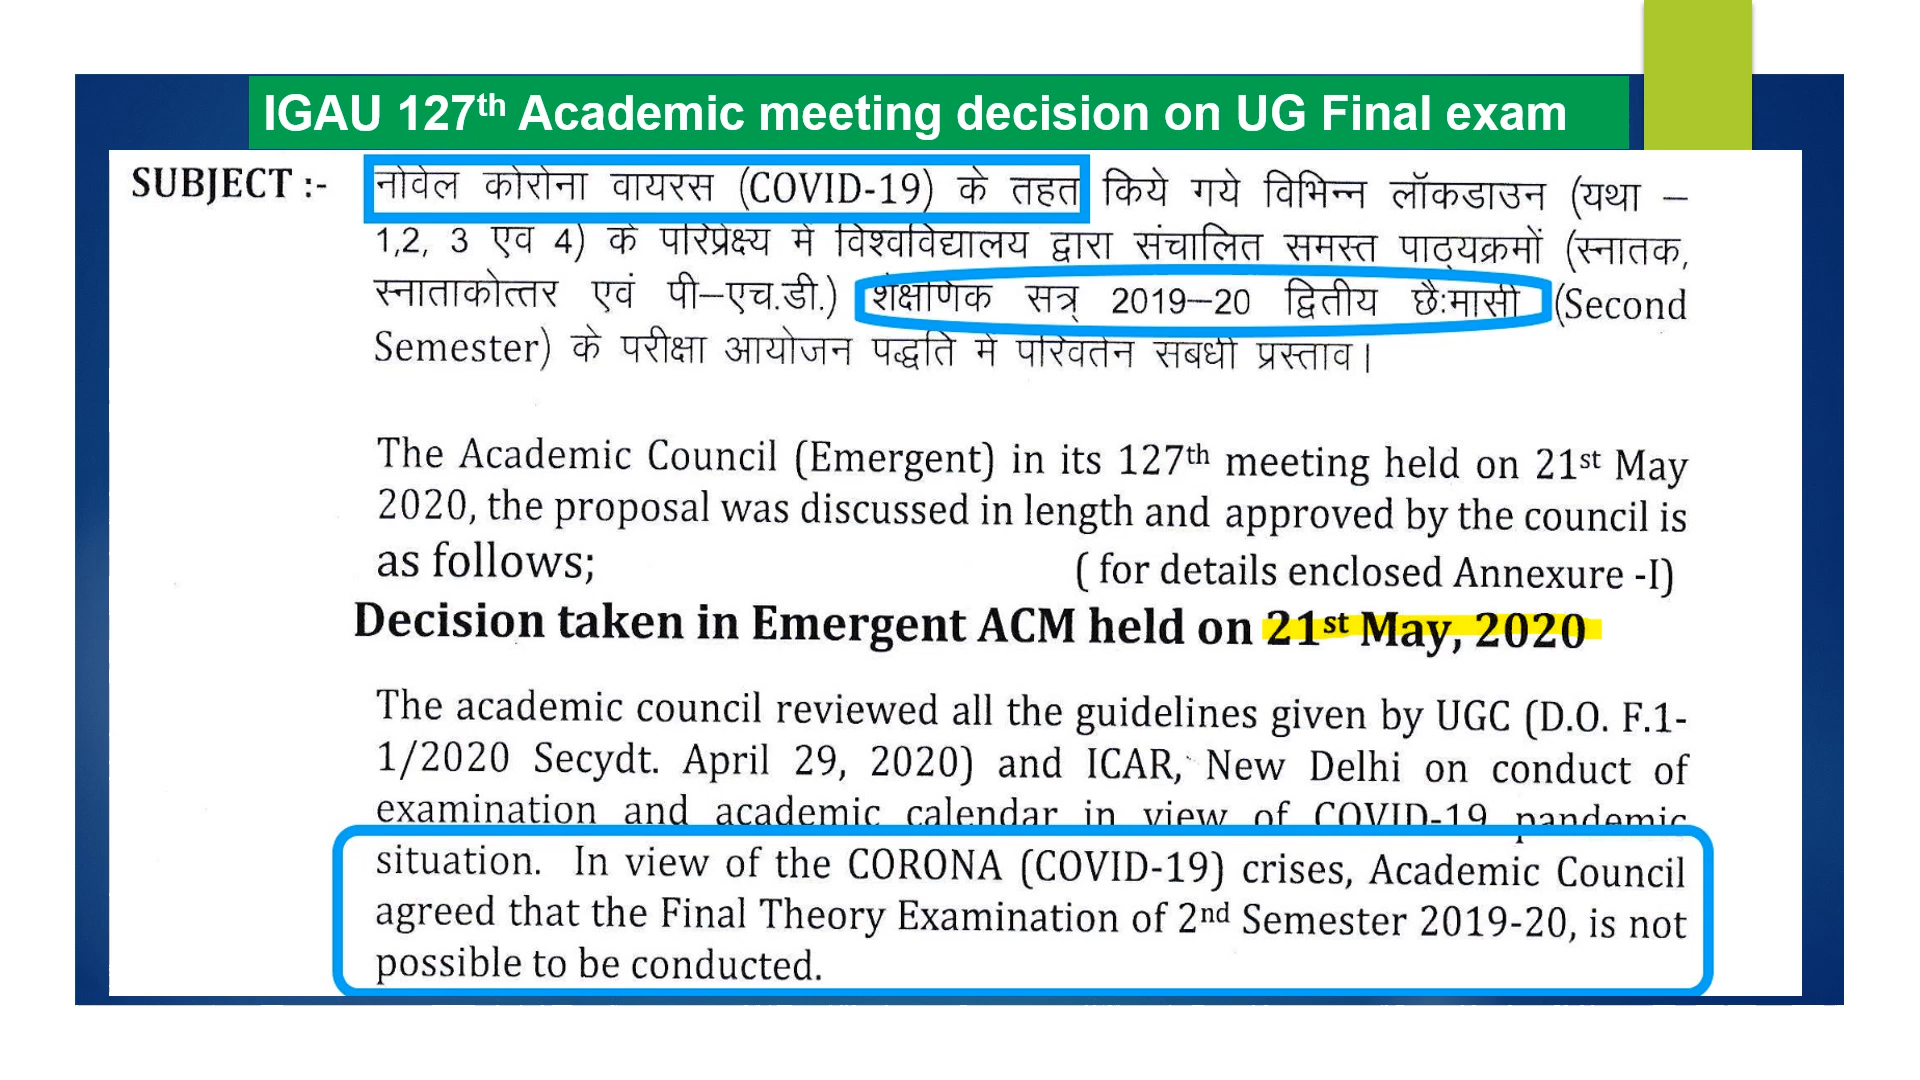 IGAU 127th Academic meeting decision on UG Final exam
SUBJECT :- नोवेल कोरोना वायरस (COVID-19) के तहत किये गये विभिन्न लॉकडाउन (यथा –
1,2, 3 एवं 4) के परिप्रेक्ष्य में विश्वविद्यालय द्वारा संचालित समस्त पाठ्यक्रमों (स्नातक,
स्नाताकोत्तर एवं पी–एच.डी.) शैक्षणिक सत्र् 2019–20 द्वितीय छैःमासी (Second
Semester) के परीक्षा आयोजन पद्धति में परिवर्तन संबंधी प्रस्ताव।
The Academic Council (Emergent) in its 127th meeting held on 21st May
2020, the proposal was discussed in length and approved by the council is
as follows; ( for details enclosed Annexure -I)
Decision taken in Emergent ACM held on 21st May, 2020
The academic council reviewed all the guidelines given by UGC (D.O. F.1-
1/2020 Secydt. April 29, 2020) and ICAR, New Delhi on conduct of
examination and academic calendar in view of COVID-19 pandemic
situation. In view of the CORONA (COVID-19) crises, Academic Council
agreed that the Final Theory Examination of 2nd Semester 2019-20, is not
possible to be conducted.